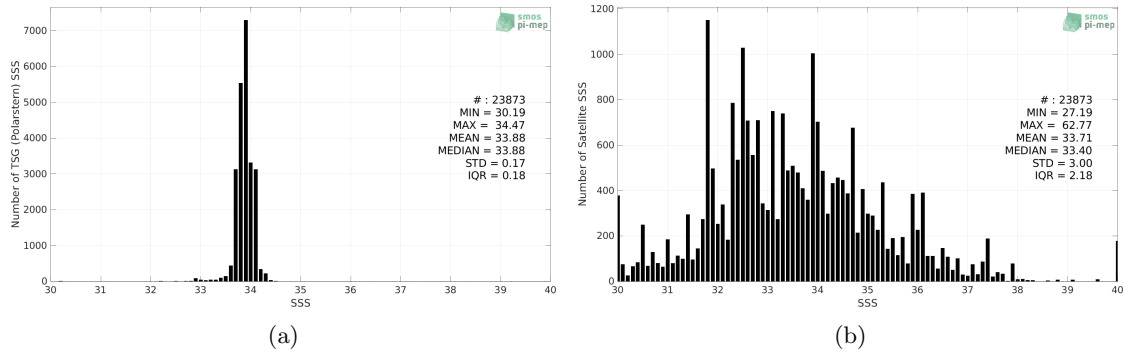 smos
pi-mep
Number of TSG (Polarstern) SSS
7000
6000
5000
4000
3000
2000
1000
0
# : 23873
MIN = 30.19
MAX = 34.47
MEAN = 33.88
MEDIAN = 33.88
STD = 0.17
IQR = 0.18
30 31 32 33 34 35 36 37 38 39 40
SSS
(a)
smos
pi-mep
Number of Satellite SSS
1200
1000
800
600
400
200
0
# : 23873
MIN = 27.19
MAX = 62.77
MEAN = 33.71
MEDIAN = 33.40
STD = 3.00
IQR = 2.18
30 31 32 33 34 35 36 37 38 39 40
SSS
(b)